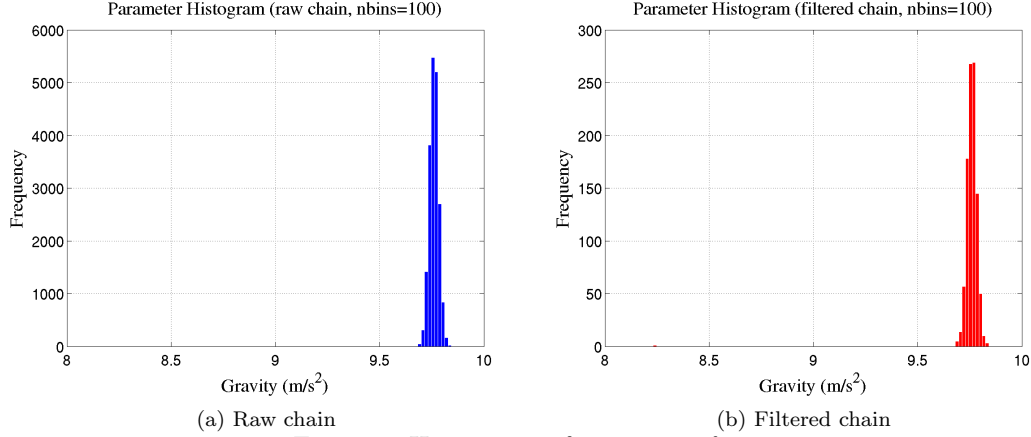 Parameter Histogram (raw chain, nbins=100)
6000
5000
4000
3000
2000
1000
0
Frequency
8 8.5 9 9.5 10
Gravity (m/s²)
(a) Raw chain
Parameter Histogram (filtered chain, nbins=100)
300
250
200
150
100
50
0
Frequency
8 8.5 9 9.5 10
Gravity (m/s²)
(b) Filtered chain